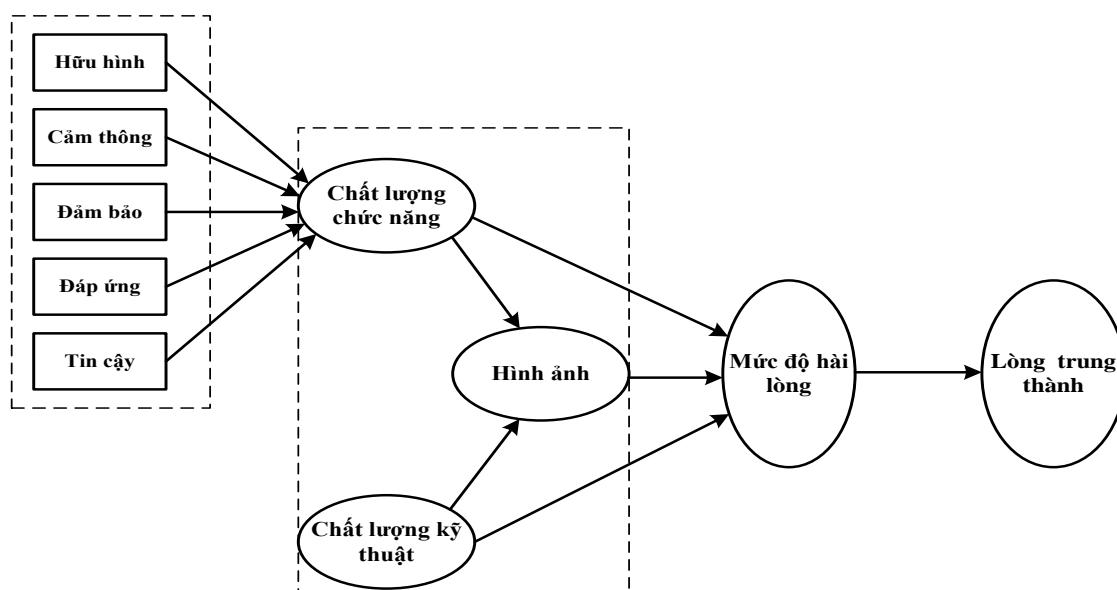 Hữu hình
Cảm thông
Đảm bảo
Đáp ứng
Tin cậy
Chất lượng
chức năng
Hình ảnh
Chất lượng kỹ
thuật
Mức độ hài
lòng
Lòng trung
thành